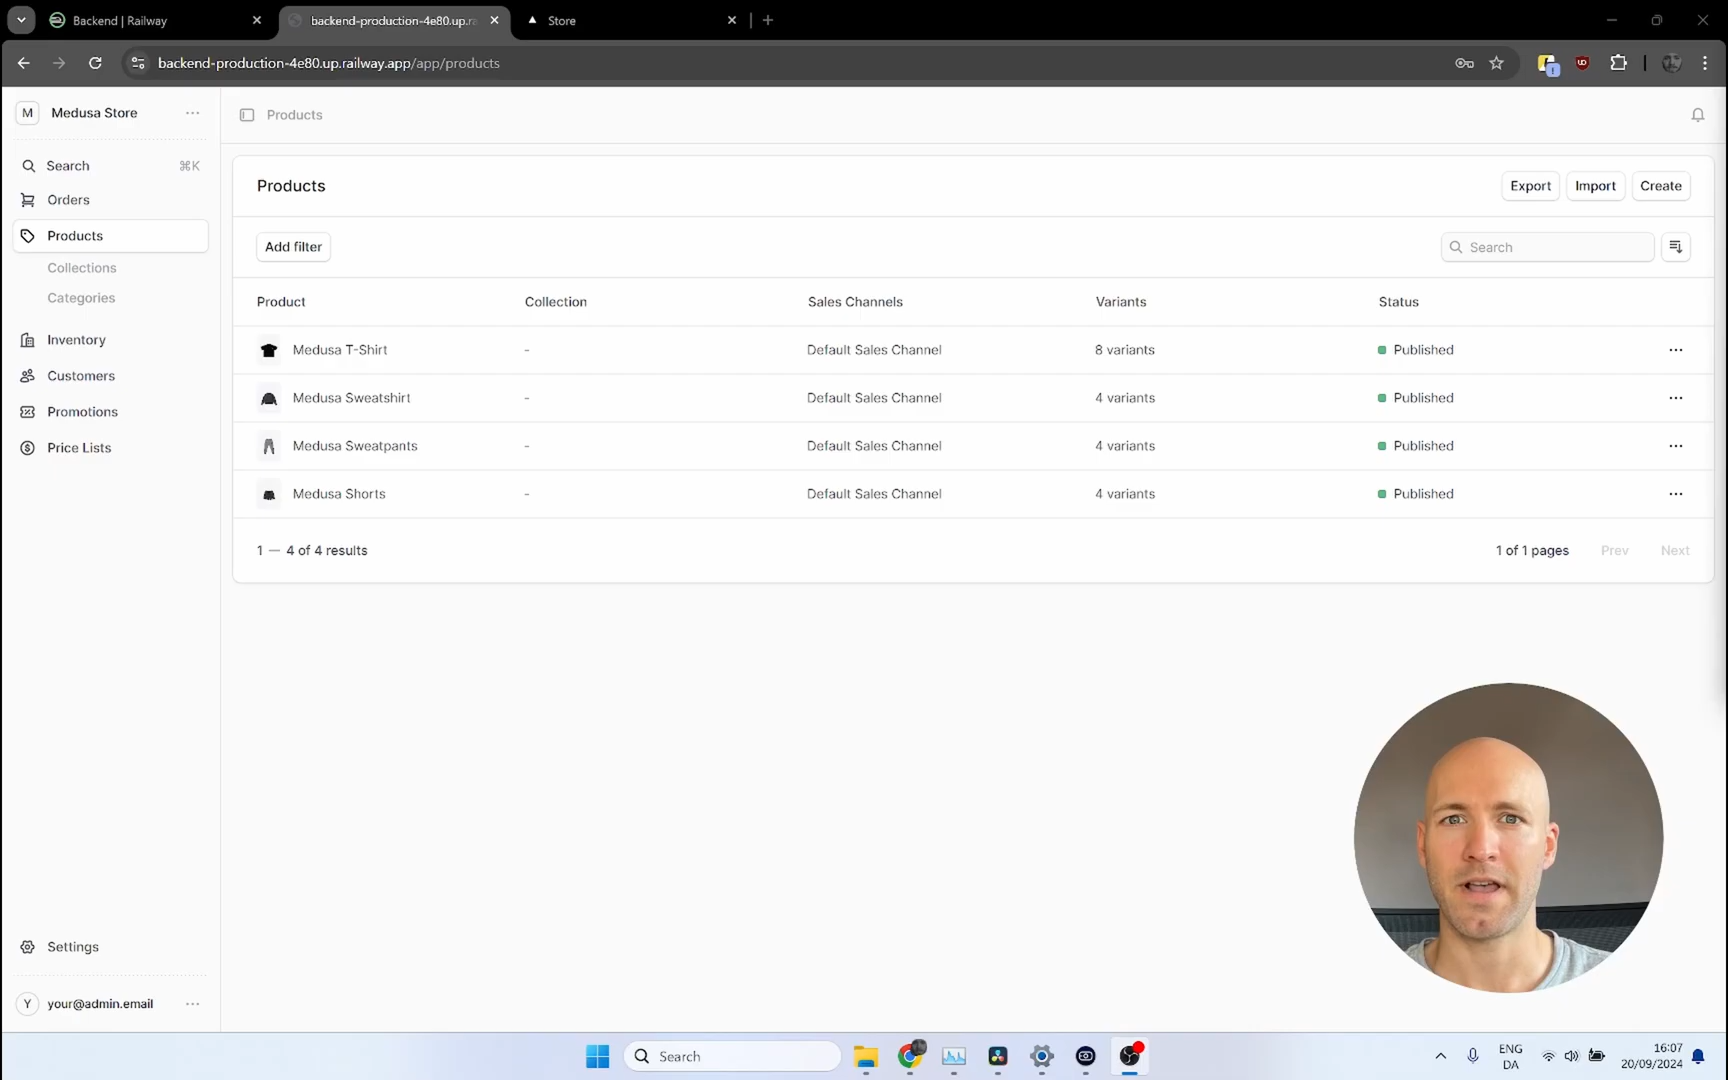 Backend | Railway
backend-production-4e80.up.ra
Store
backend-production-4e80.up.railway.app/app/products
M
Medusa Store
Products
Search
⌘K
Orders
Products
Collections
Categories
Inventory
Customers
Promotions
Price Lists
Settings
Y
your@admin.email
Products
Export
Import
Create
Add filter
Search
Product Collection Sales Channels Variants Status
Medusa T-Shirt - Default Sales Channel 8 variants Published
Medusa Sweatshirt - Default Sales Channel 4 variants Published
Medusa Sweatpants - Default Sales Channel 4 variants Published
Medusa Shorts - Default Sales Channel 4 variants Published
1 — 4 of 4 results
1 of 1 pages
Prev
Next
Search
ENG
DA
16:07
20/09/2024